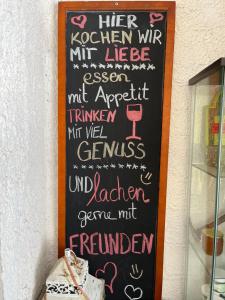 HIER
KOCHEN WIR
MIT LIEBE
essen
mit Appetit
TRINKEN
MIT VIEL
GENUSS
UND lachen
gerne mit
FREUNDEN